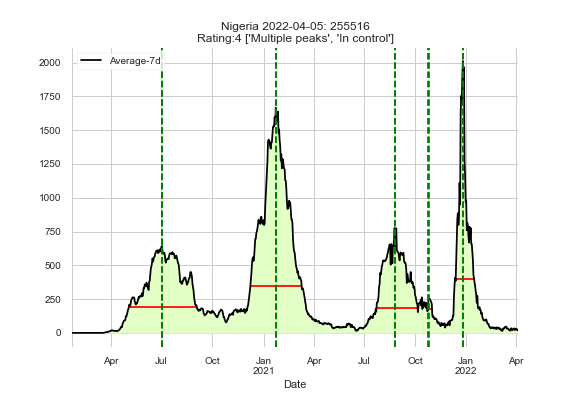 Nigeria 2022-04-05: 255516
Rating:4 ['Multiple peaks', 'In control']
Average-7d
2000
1750
1500
1250
1000
750
500
250
0
Apr Jul Oct Jan Apr Jul Oct Jan Apr
2021 2022
Date